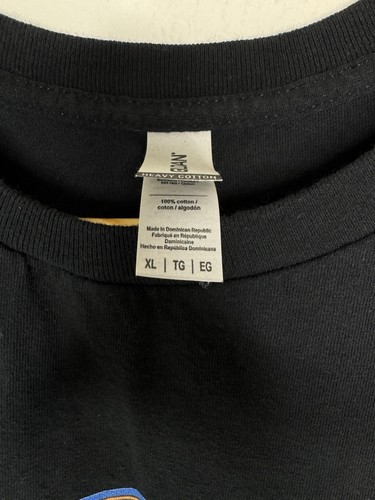 HEAVY COTTON
100% cotton /
coton / algodón
Made in Dominican Republic
Fabriqué en République
Dominicaine
Hecho en República Dominicana
XL | TG | EG